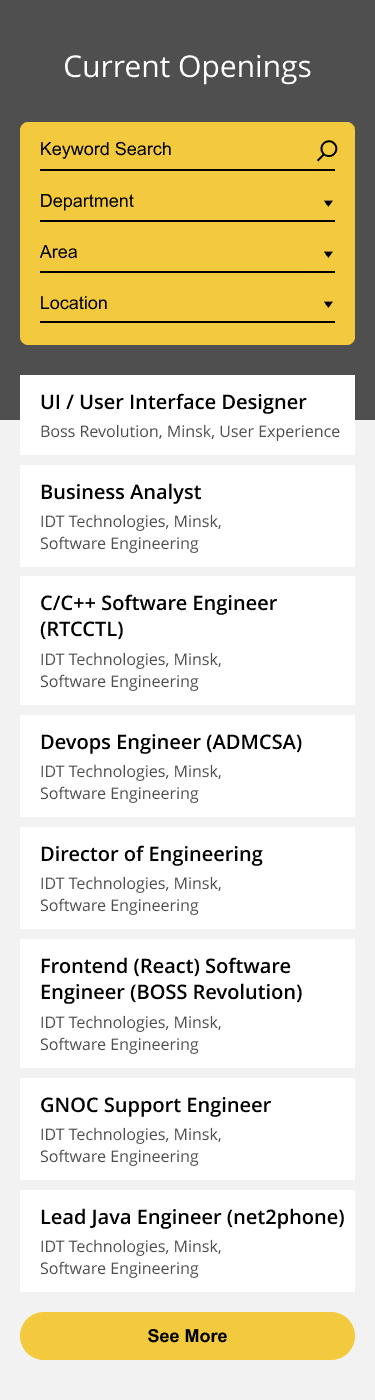 Current Openings
Keyword Search
Department
Area
Location
UI / User Interface Designer
Boss Revolution, Minsk, User Experience
Business Analyst
IDT Technologies, Minsk,
Software Engineering
C/C++ Software Engineer
(RTCCTL)
IDT Technologies, Minsk,
Software Engineering
Devops Engineer (ADMCSA)
IDT Technologies, Minsk,
Software Engineering
Director of Engineering
IDT Technologies, Minsk,
Software Engineering
Frontend (React) Software
Engineer (BOSS Revolution)
IDT Technologies, Minsk,
Software Engineering
GNOC Support Engineer
IDT Technologies, Minsk,
Software Engineering
Lead Java Engineer (net2phone)
IDT Technologies, Minsk,
Software Engineering
See More